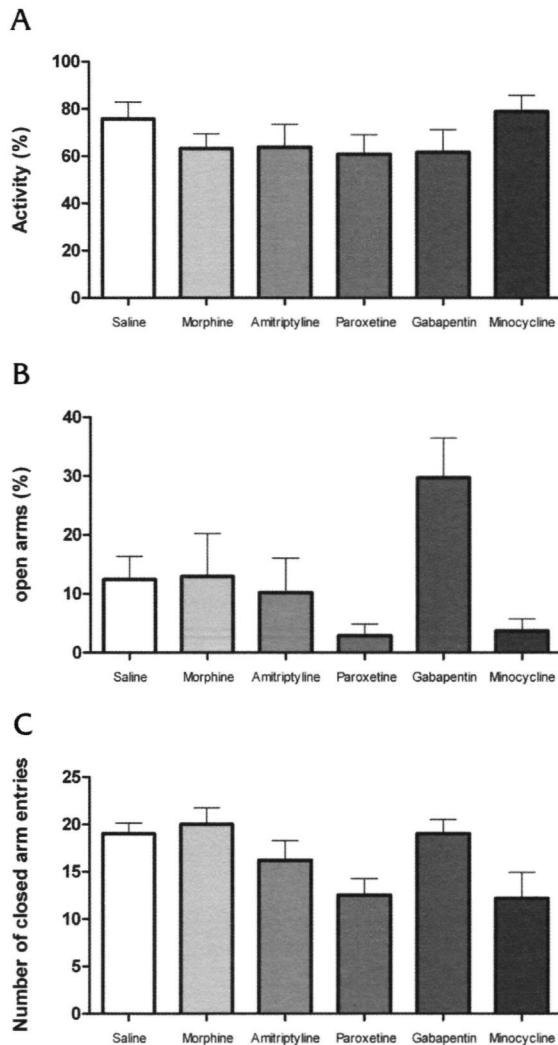 A
Activity (%)
100
80
60
40
20
0
Saline Morphine Amitriptyline Paroxetine Gabapentin Minocycline
B
open arms (%)
40
30
20
10
0
Saline Morphine Amitriptyline Paroxetine Gabapentin Minocycline
C
Number of closed arm entries
25
20
15
10
5
0
Saline Morphine Amitriptyline Paroxetine Gabapentin Minocycline